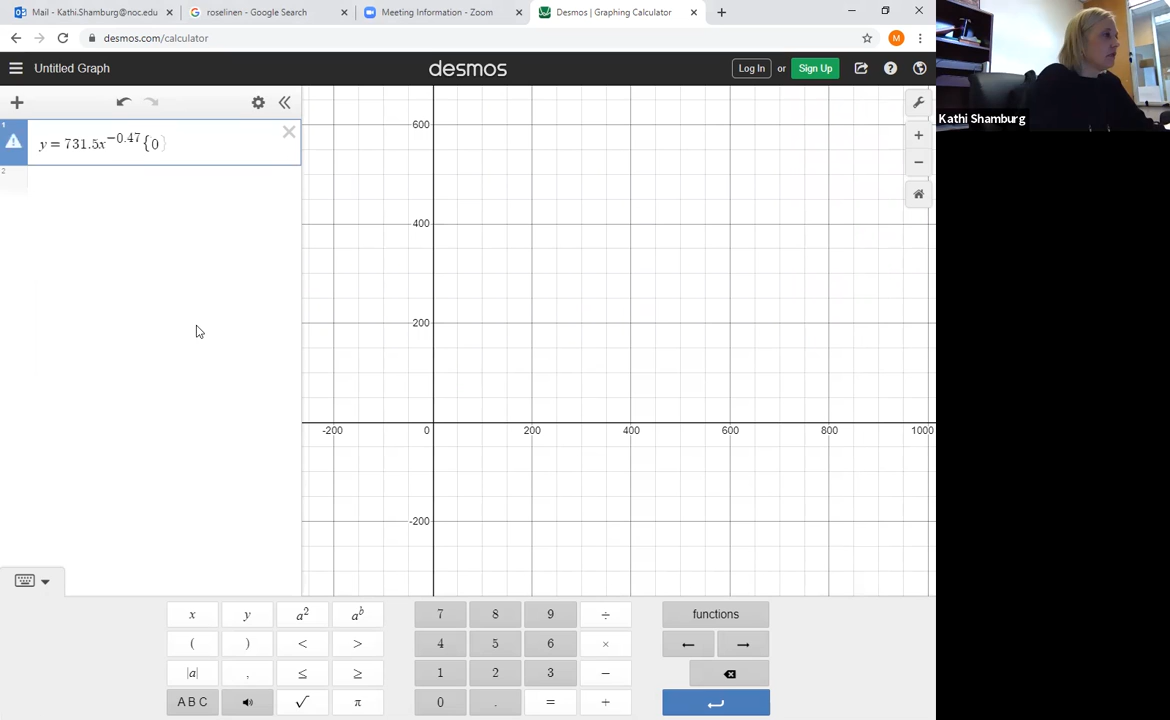 Mail - Kathi.Shamburg@noc.edu
roselinen - Google Search
Meeting Information - Zoom
Desmos | Graphing Calculator
desmos.com/calculator
M
Untitled Graph
desmos
Log In or Sign Up
Kathi Shamburg
1
y = 731.5x^−0.47 {0}
2
600
400
200
-200 0 200 400 600 800 1000
-200
x y a² aᵇ 7 8 9 ÷ functions
( ) < > 4 5 6 × ← →
|a| , ≤ ≥ 1 2 3 −
A B C √ π 0 . = +